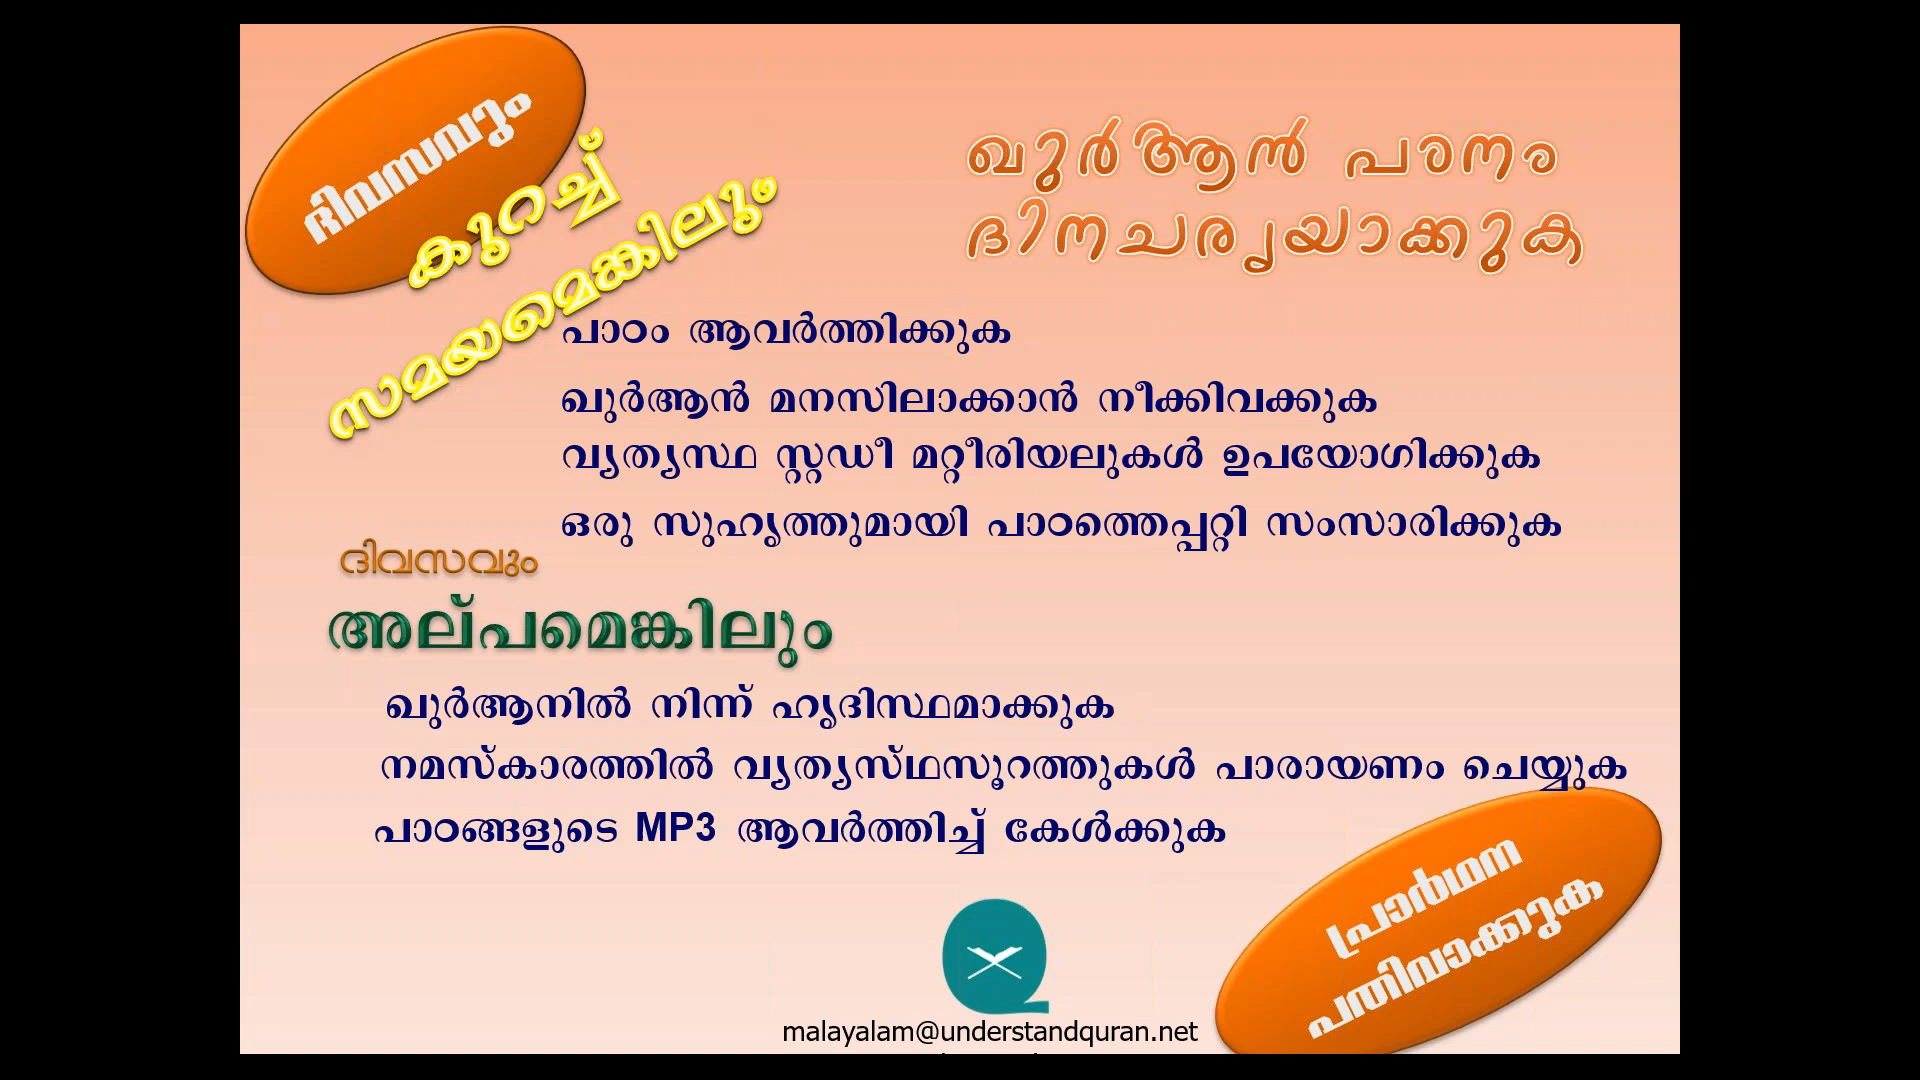 ദിവസവും
കുറച്ച്
സമയമെങ്കിലും
ഖുർആൻ പഠനം
ദിനചര്യയാക്കുക
പാഠം ആവർത്തിക്കുക
ഖുർആൻ മനസിലാക്കാൻ നീക്കിവക്കുക
വ്യത്യസ്ഥ സ്റ്റഡീ മറ്റീരിയലുകൾ ഉപയോഗിക്കുക
ഒരു സുഹൃത്തുമായി പാഠത്തെപ്പറ്റി സംസാരിക്കുക
ദിവസവും
അല്പമെങ്കിലും
ഖുർആനിൽ നിന്ന് ഹൃദിസ്ഥമാക്കുക
നമസ്കാരത്തിൽ വ്യത്യസ്ഥസൂറത്തുകൾ പാരായണം ചെയ്യുക
പാഠങ്ങളുടെ MP3 ആവർത്തിച്ച് കേൾക്കുക
പ്രാർഥന
പതിവാക്കുക
malayalam@understandquran.net